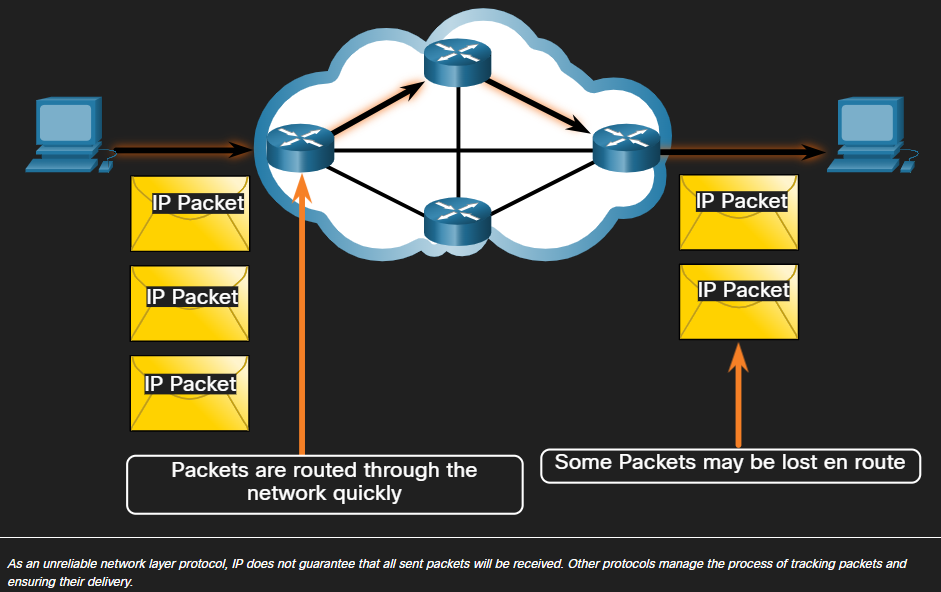 IP Packet
IP Packet
IP Packet
IP Packet
IP Packet
Packets are routed through the
network quickly
Some Packets may be lost en route
As an unreliable network layer protocol, IP does not guarantee that all sent packets will be received. Other protocols manage the process of tracking packets and
ensuring their delivery.